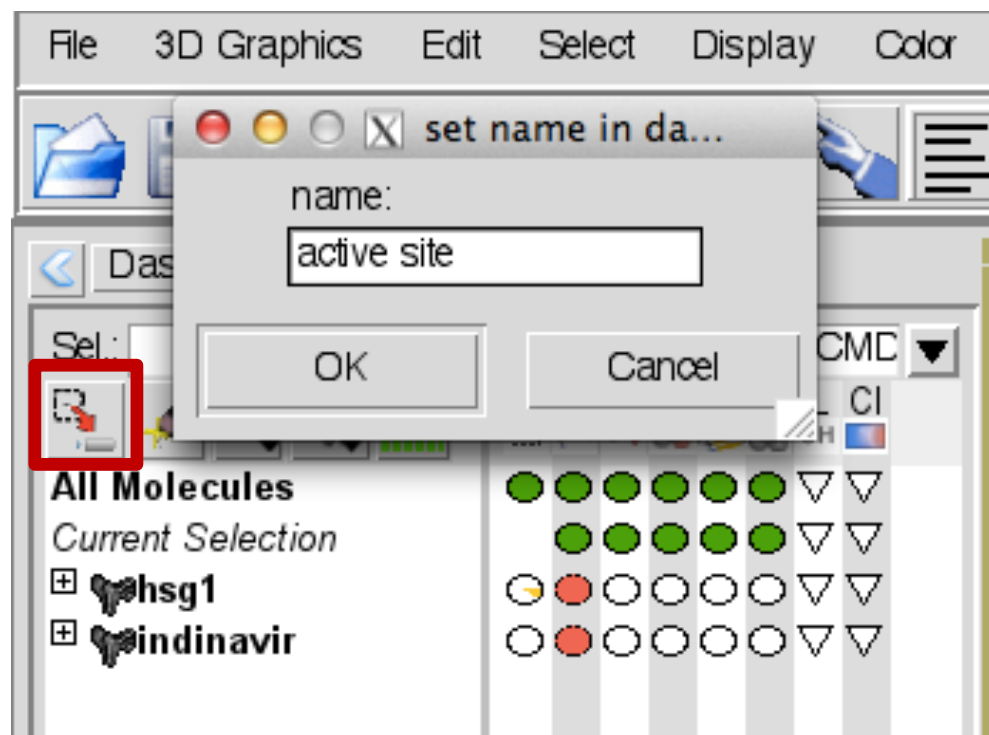 File 3D Graphics Edit Select Display Color
X set name in da...
name:
active site
Das
Sel.:
OK Cancel
CMD
L Cl
H
All Molecules
Current Selection
hsg1
indinavir